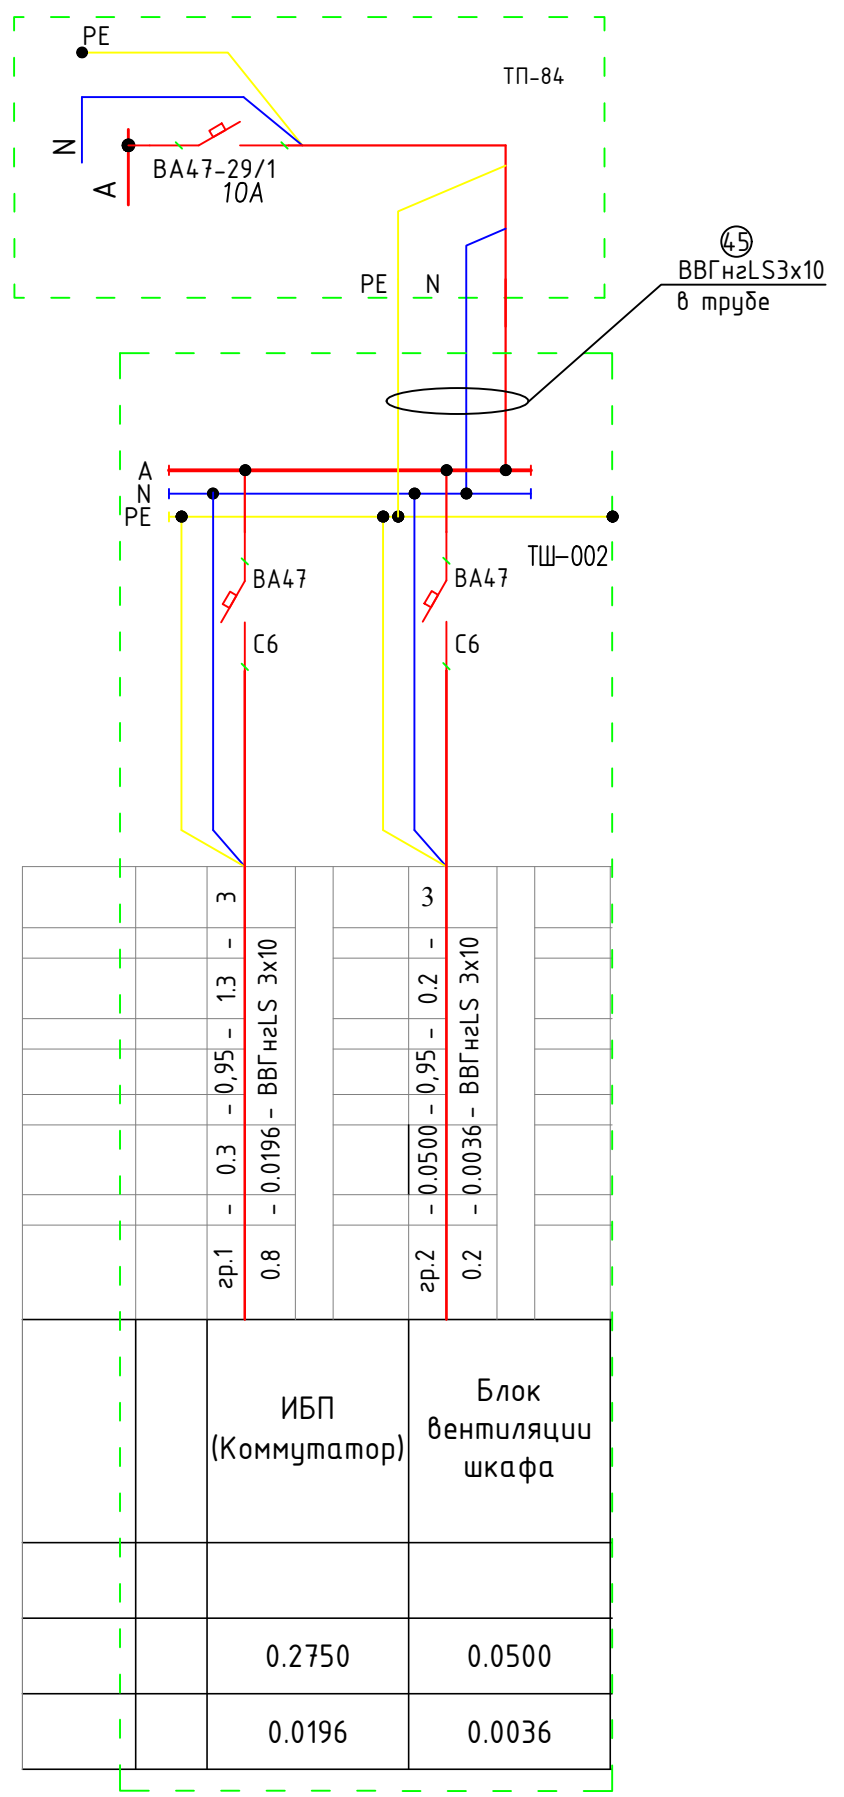 PE
ТП-84
N
A
ВА47-29/1
10А
45
ВВГнгLS3х10
в трубе
PE N
A
N
PE
ТШ-002
ВА47
С6
ВА47
С6
гр.1 - 0.3 - 0,95 - 1.3 - 3
0.8 - 0.0196 - ВВГнгLS 3х10
гр.2 - 0.0500 - 0,95 - 0.2 - 3
0.2 - 0.0036 - ВВГнгLS 3х10
ИБП
(Коммутатор)
Блок
вентиляции
шкафа
0.2750 0.0500
0.0196 0.0036